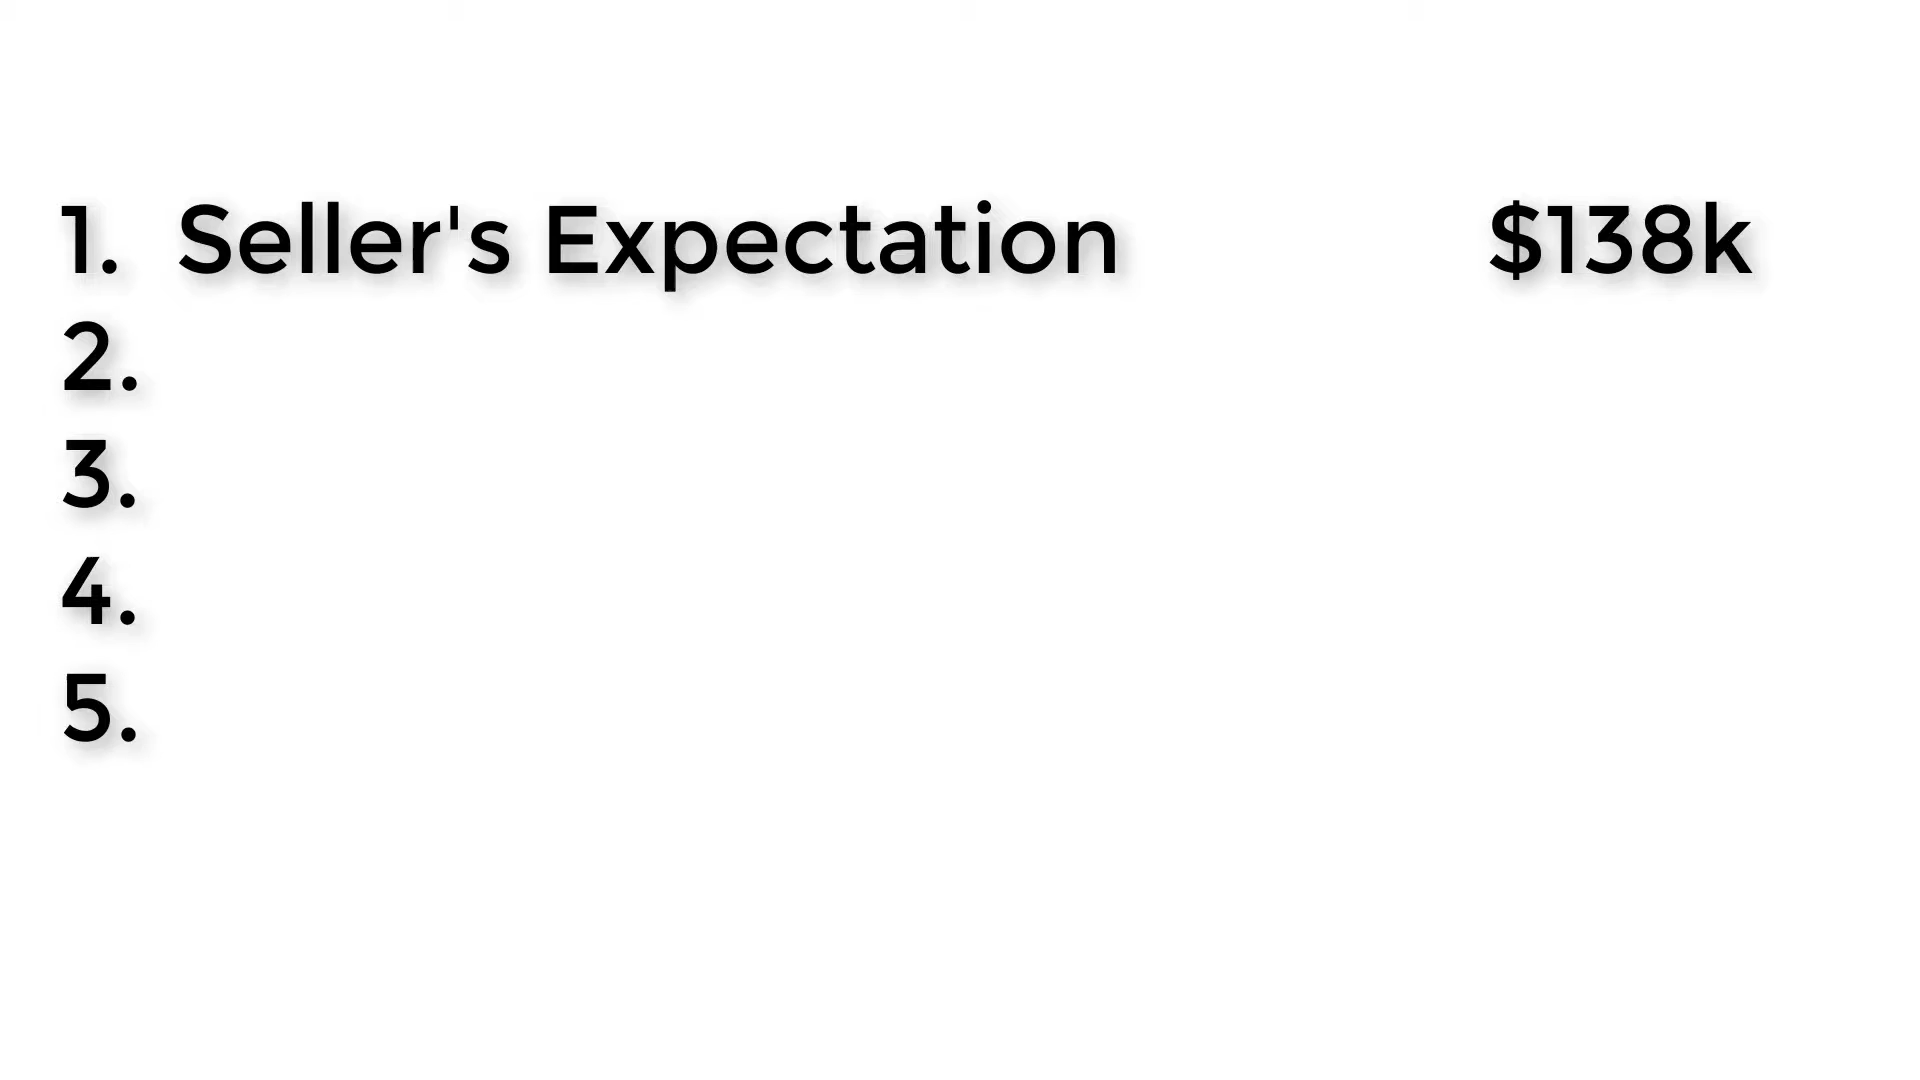 1. Seller's Expectation $138k
2.
3.
4.
5.